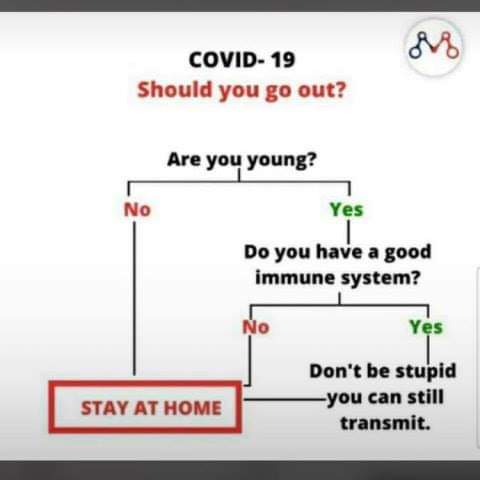 COVID- 19
Should you go out?
Are you young?
No
Yes
Do you have a good
immune system?
No
Yes
Don't be stupid
you can still
transmit.
STAY AT HOME